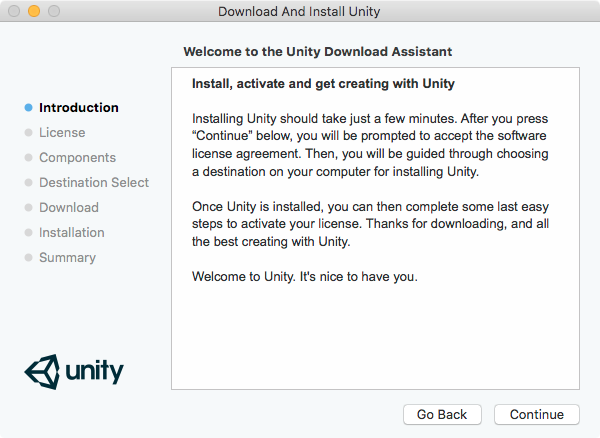 Download And Install Unity
Welcome to the Unity Download Assistant
Introduction
License
Components
Destination Select
Download
Installation
Summary
Install, activate and get creating with Unity
Installing Unity should take just a few minutes. After you press
“Continue” below, you will be prompted to accept the software
license agreement. Then, you will be guided through choosing
a destination on your computer for installing Unity.
Once Unity is installed, you can then complete some last easy
steps to activate your license. Thanks for downloading, and all
the best creating with Unity.
Welcome to Unity. It's nice to have you.
unity
Go Back
Continue